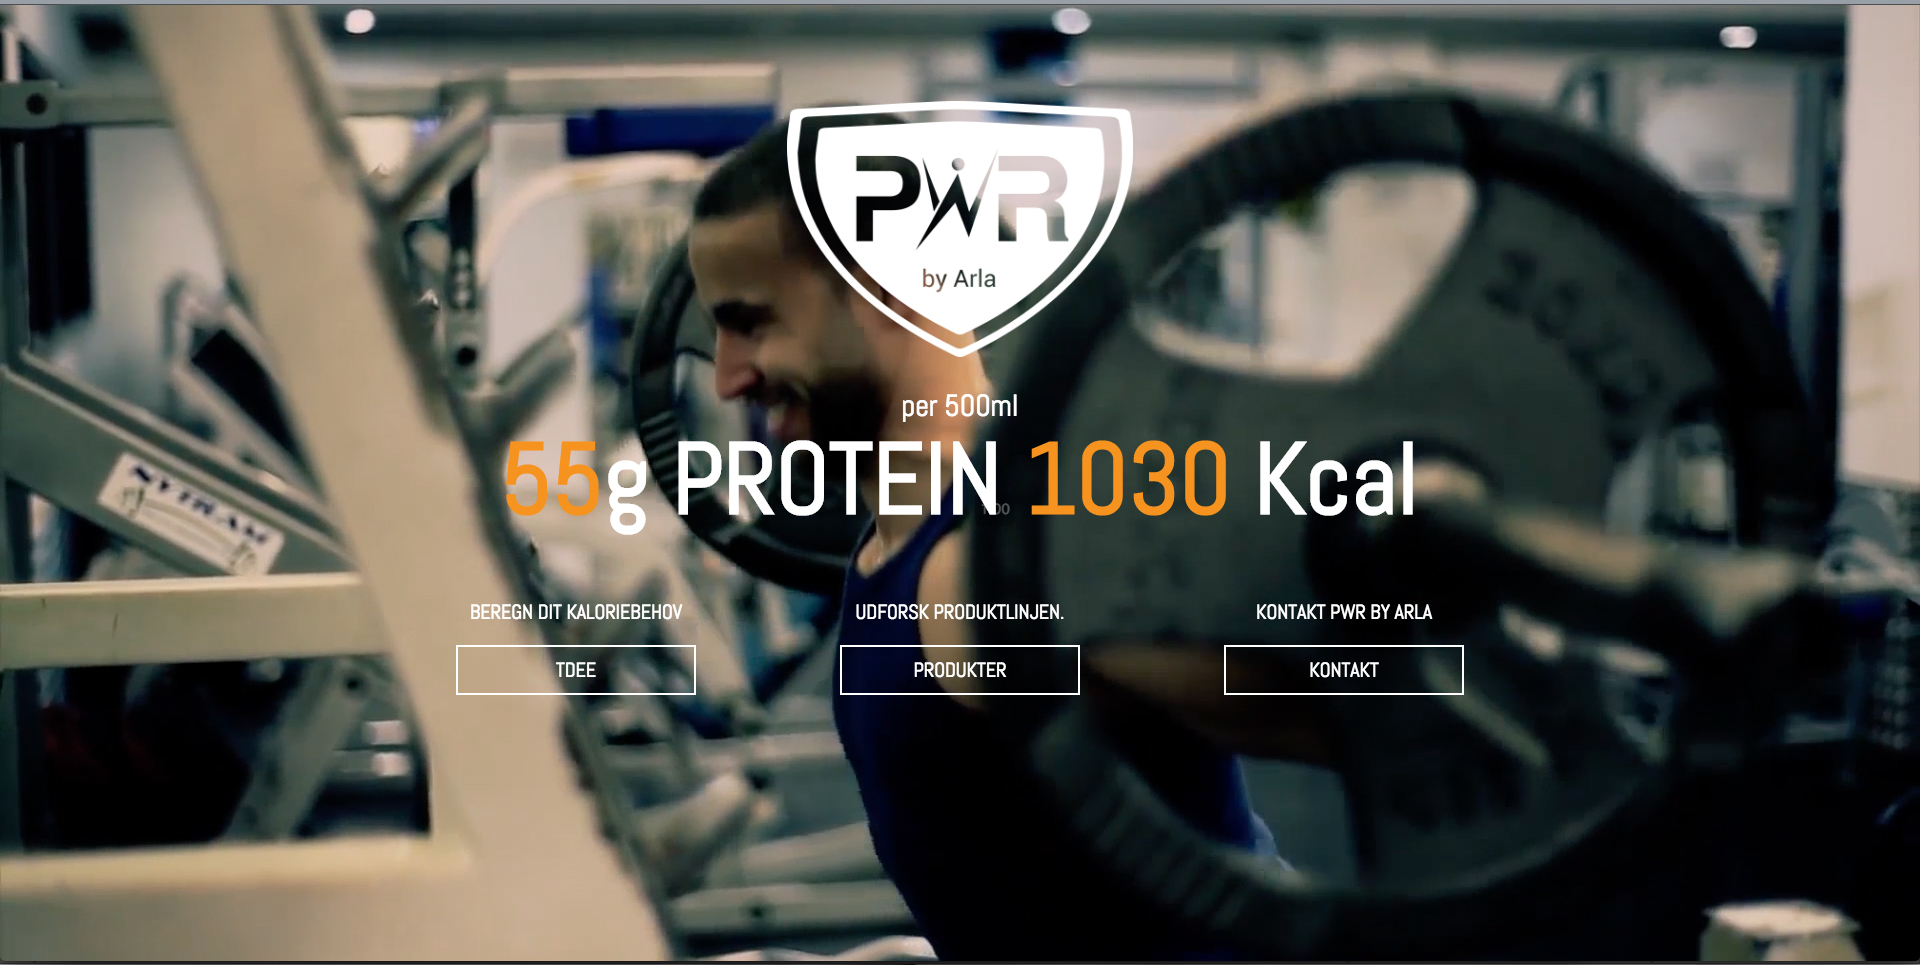 PWR
by Arla
per 500ml
55g PROTEIN 1030 Kcal
NYTRAM
BEREGN DIT KALORIEBEHOV
UDFORSK PRODUKTLINJEN.
KONTAKT PWR BY ARLA
TDEE
PRODUKTER
KONTAKT